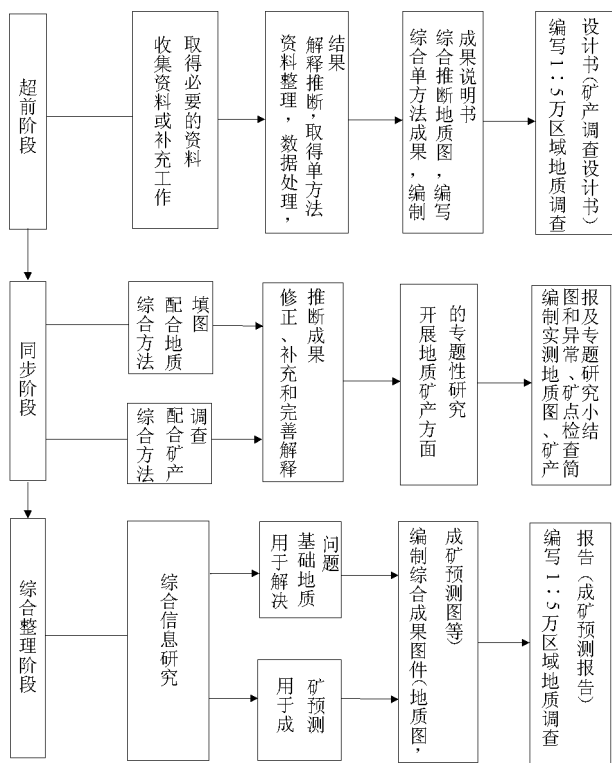 超前阶段
收集资料或补充工作
取得必要的资料
资料整理，数据处理，
解释推断，取得单方法
结果
综合单方法成果，编制
综合推断地质图，编写
成果说明书
编写1：5万区域地质调查
设计书(矿产调查设计书)
同步阶段
综合方法
配合地质
填图
综合方法
配合矿产
调查
修正、补充和完善解释
推断成果
开展地质矿产方面
的专题性研究
编制实测地质图、矿产
图和异常、矿点检查简
报及专题研究小结
综合整理阶段
综合信息研究
用于解决
基础地质
问题
用于成
矿预测
编制综合成果图件(地质图，
成矿预测图等)
编写1：5万区域地质调查
报告(成矿预测报告)